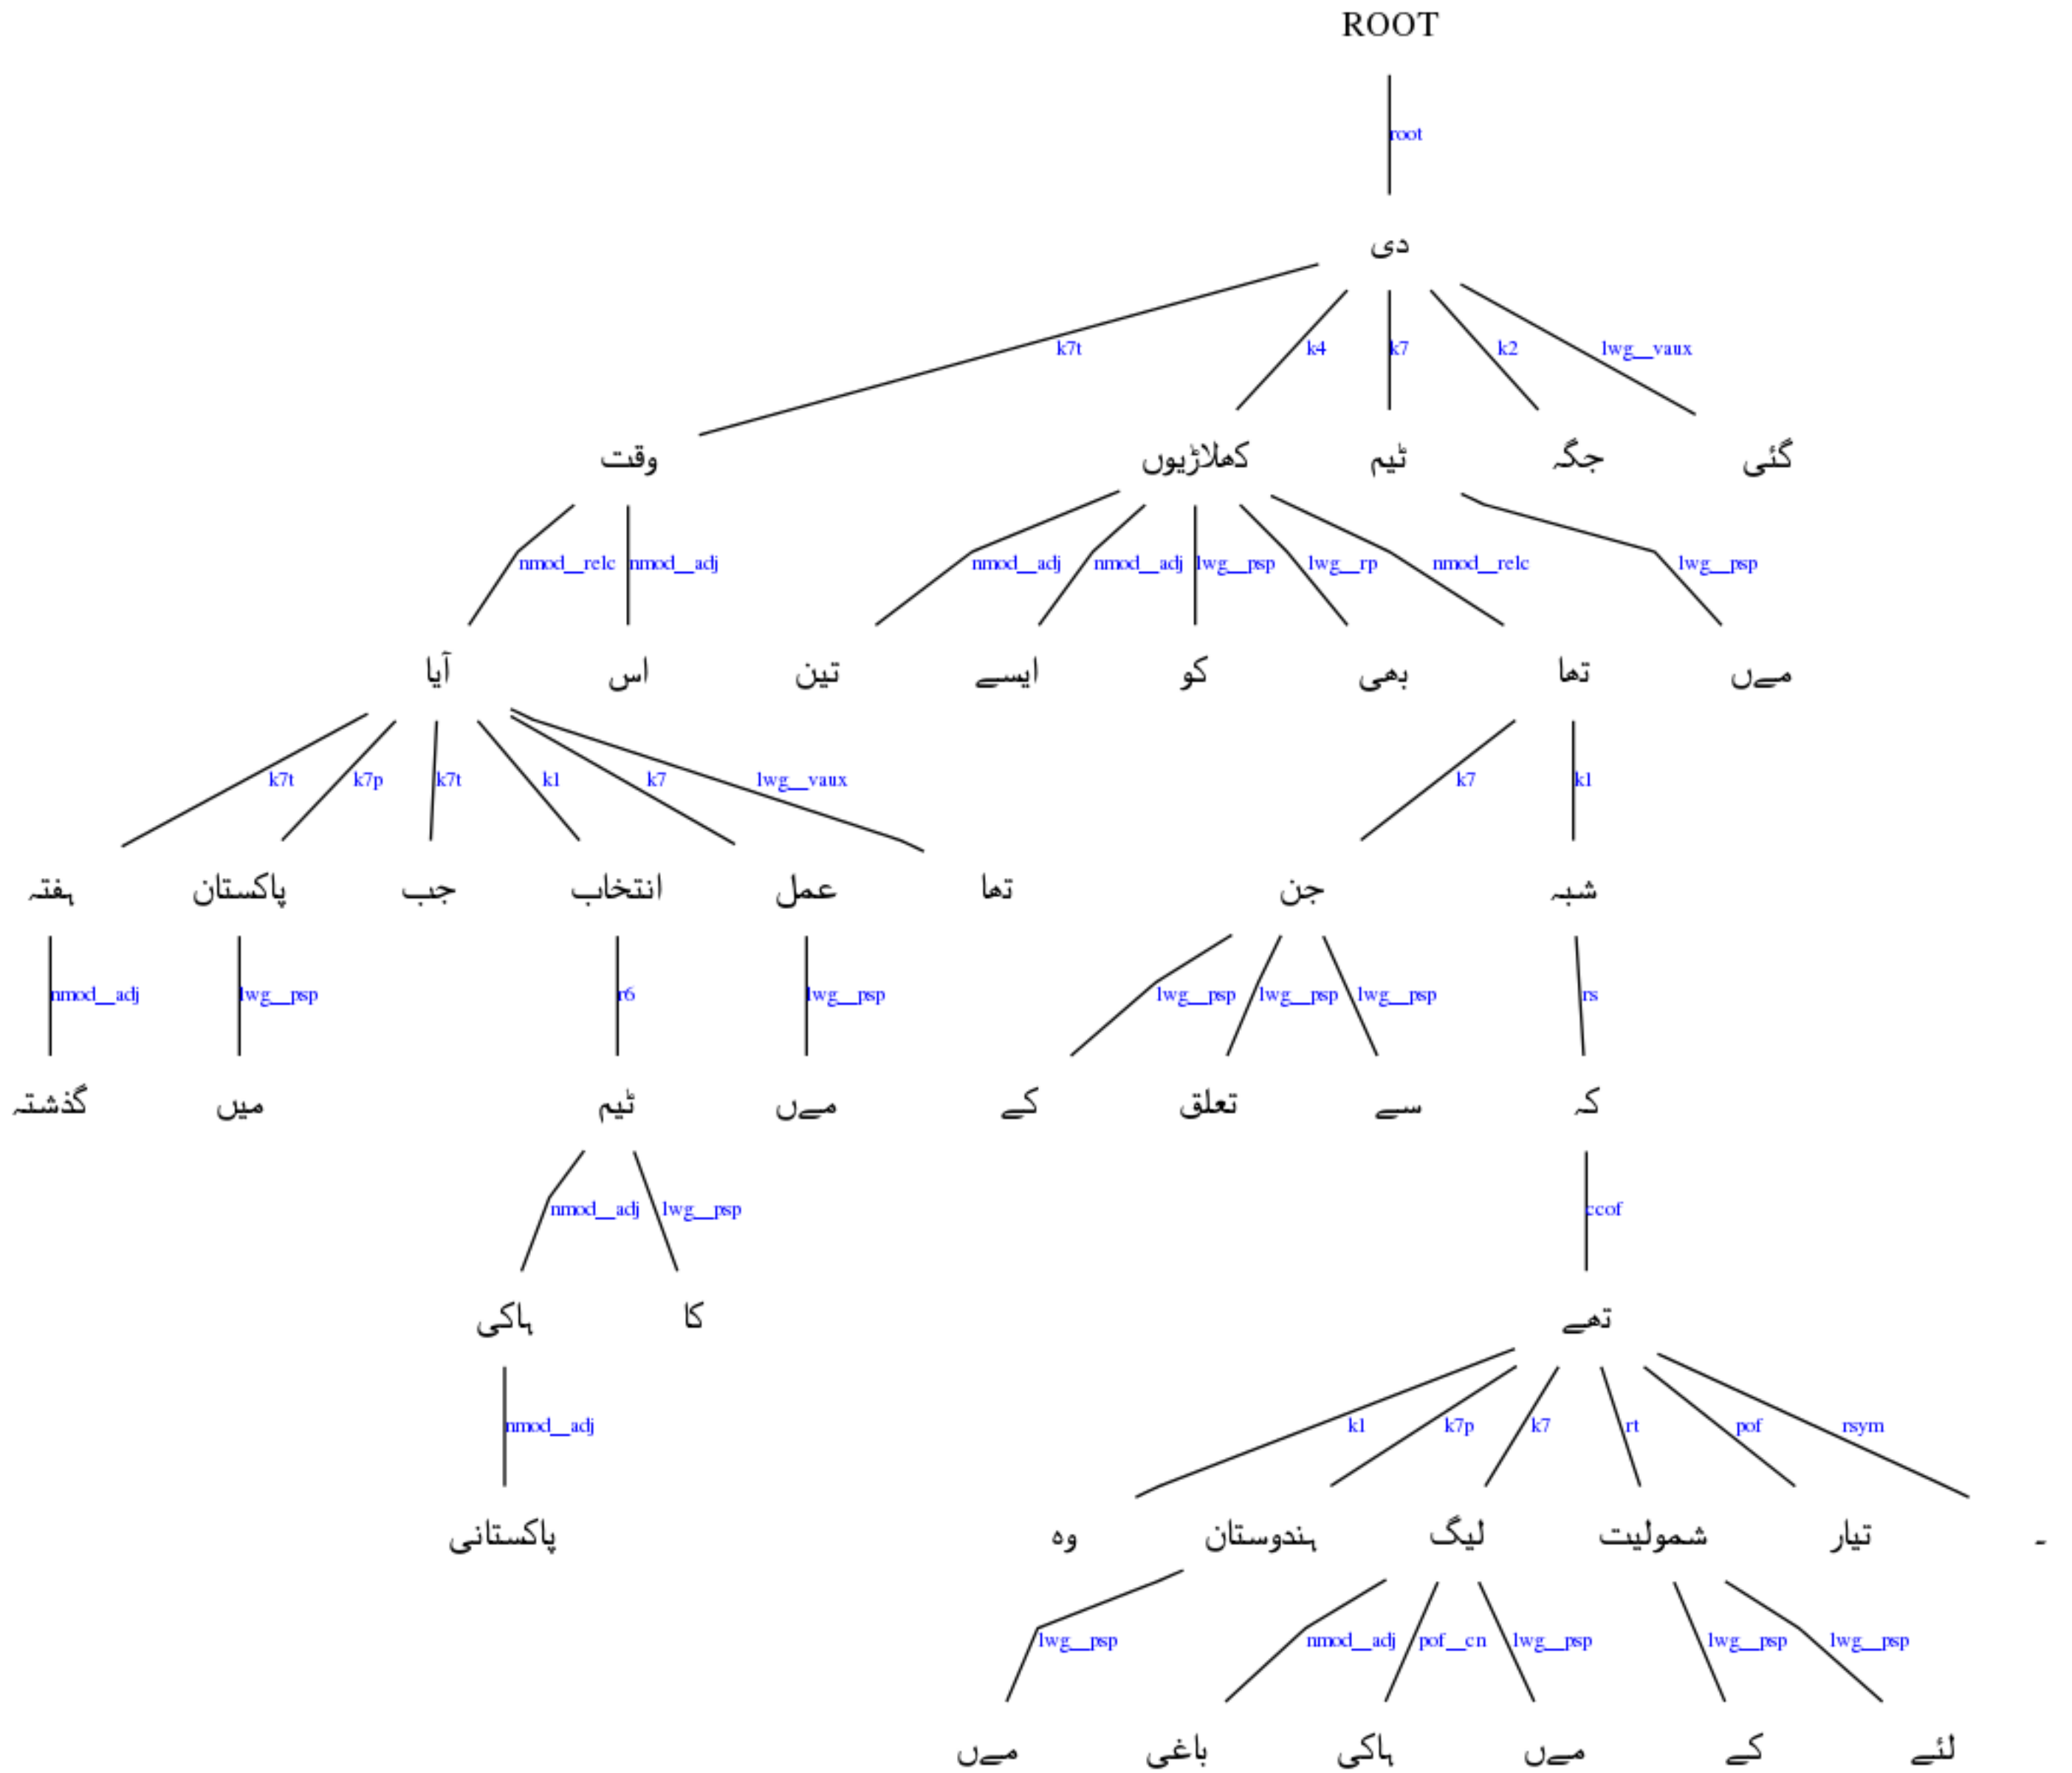 ROOT
root
دی
k7t k4 k7 k2 lwg__vaux
وقت کھلاڑیوں ٹیم جگہ گئی
nmod__relc nmod__adj nmod__adj nmod__adj lwg__psp lwg__rp nmod__relc lwg__psp
آیا اس تین ایسے کو بھی تھا مےں
k7t k7p k7t k1 k7 lwg__vaux k7 k1
ہفتہ پاکستان جب انتخاب عمل تھا جن شبہ
nmod__adj lwg__psp r6 lwg__psp lwg__psp lwg__psp lwg__psp rs
گذشتہ میں ٹیم مےں کے تعلق سے کہ
nmod__adj lwg__psp ccof
ہاکی کا تھے
nmod__adj k1 k7p k7 rt pof rsym
پاکستانی وہ ہندوستان لیگ شمولیت تیار ۔
lwg__psp nmod__adj pof__cn lwg__psp lwg__psp lwg__psp
مےں باغی ہاکی مےں کے لئے